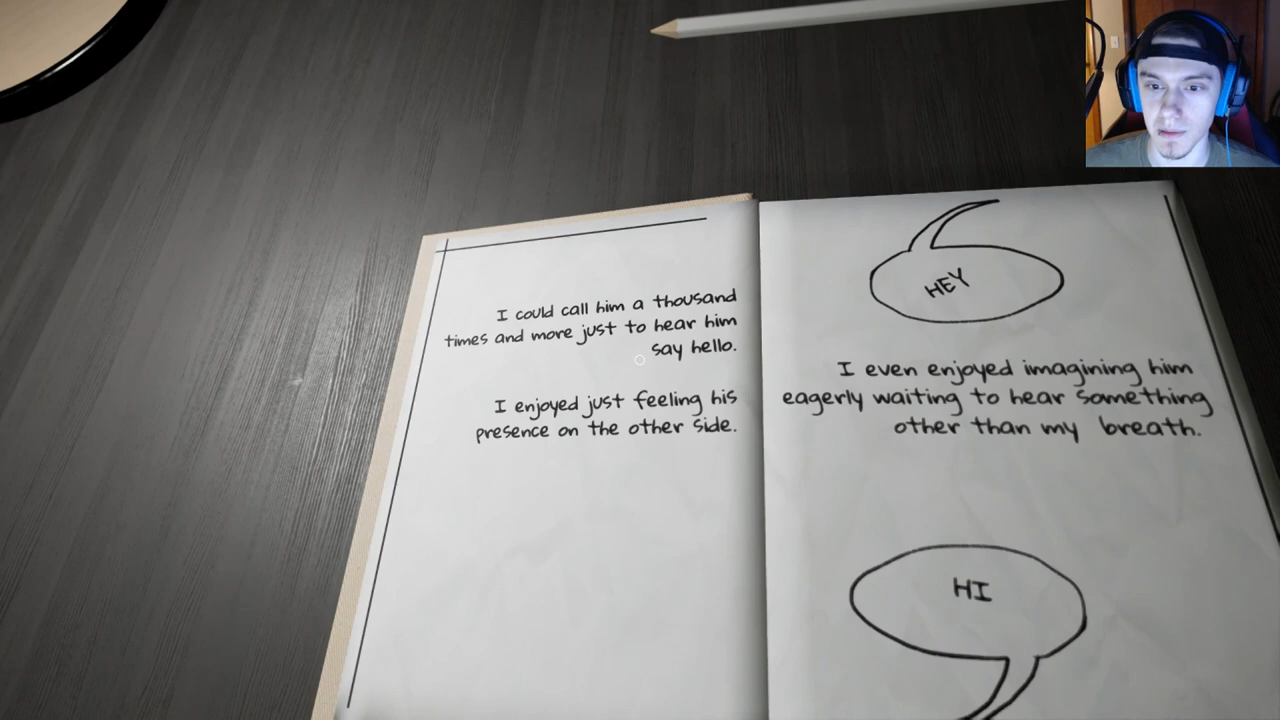 I could call him a thousand
times and more just to hear him
say hello.
I enjoyed just feeling his
presence on the other side.
HEY
I even enjoyed imagining him
eagerly waiting to hear something
other than my breath.
HI